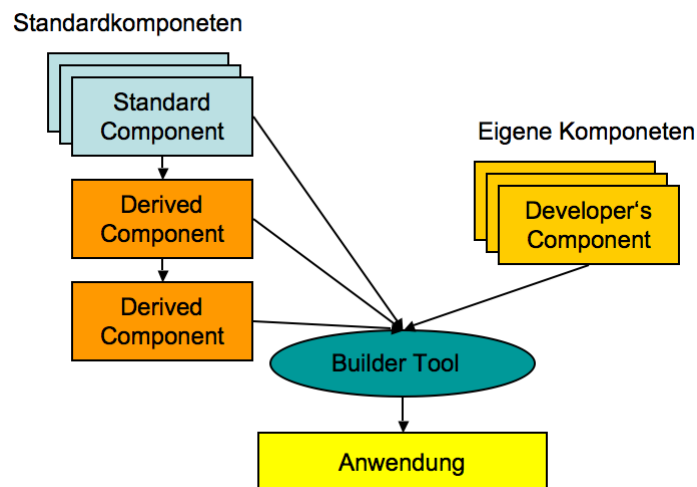 Standardkomponeten
Standard
Component
Eigene Komponeten
Derived
Component
Developer‘s
Component
Derived
Component
Builder Tool
Anwendung